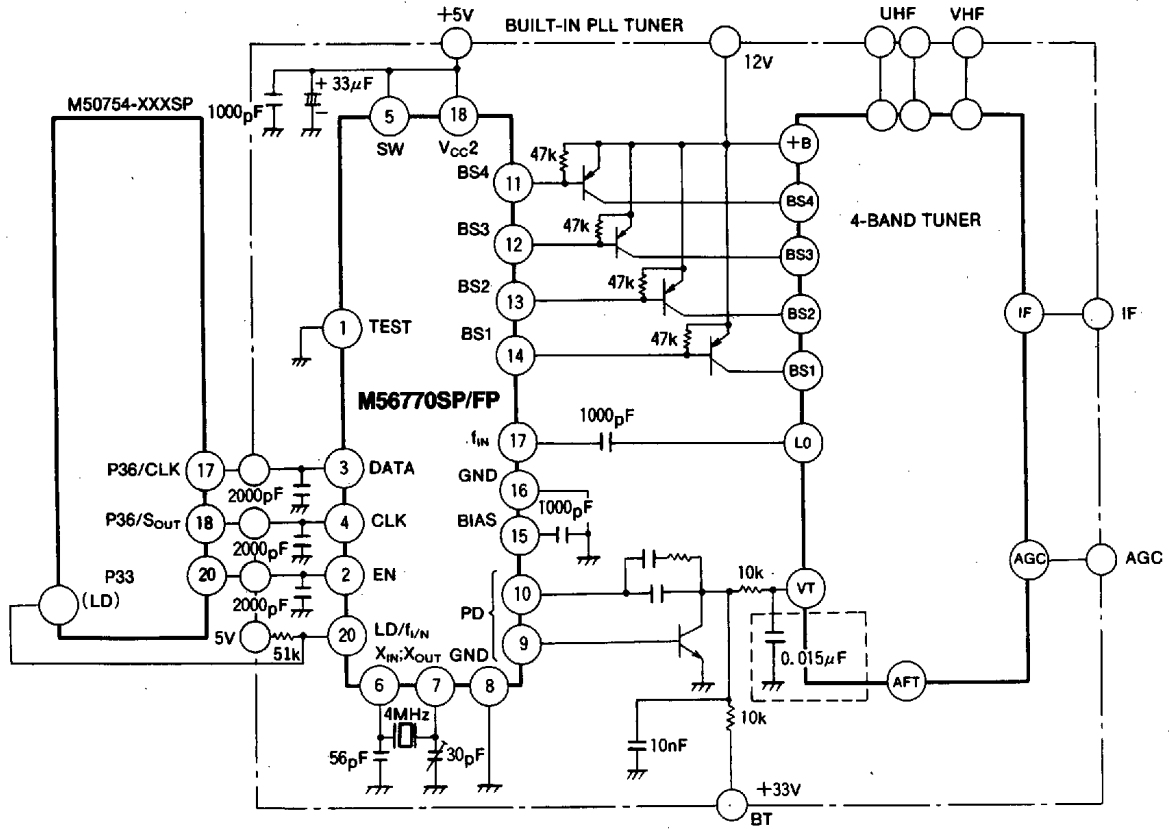 +5V
BUILT-IN PLL TUNER
UHF
VHF
12V
1000pF
+ 33μF
−
M50754-XXXSP
5
18
SW
VCC2
+B
47k
BS4
11
BS4
4-BAND TUNER
BS3
47k
12
BS3
BS2
47k
13
BS2
IF
IF
1
TEST
BS1
47k
14
BS1
M56770SP/FP
1000pF
fIN
17
LO
P36/CLK
17
3
DATA
GND
16
2000pF
1000pF
P36/SOUT
18
4
CLK
BIAS
15
2000pF
P33
(LD)
20
2
EN
AGC
AGC
2000pF
10
10k
VT
PD
5V
51k
20
LD/fI/N
9
0.015μF
XIN;XOUT
GND
6
7
8
AFT
4MHz
10k
56pF
30pF
10nF
+33V
BT